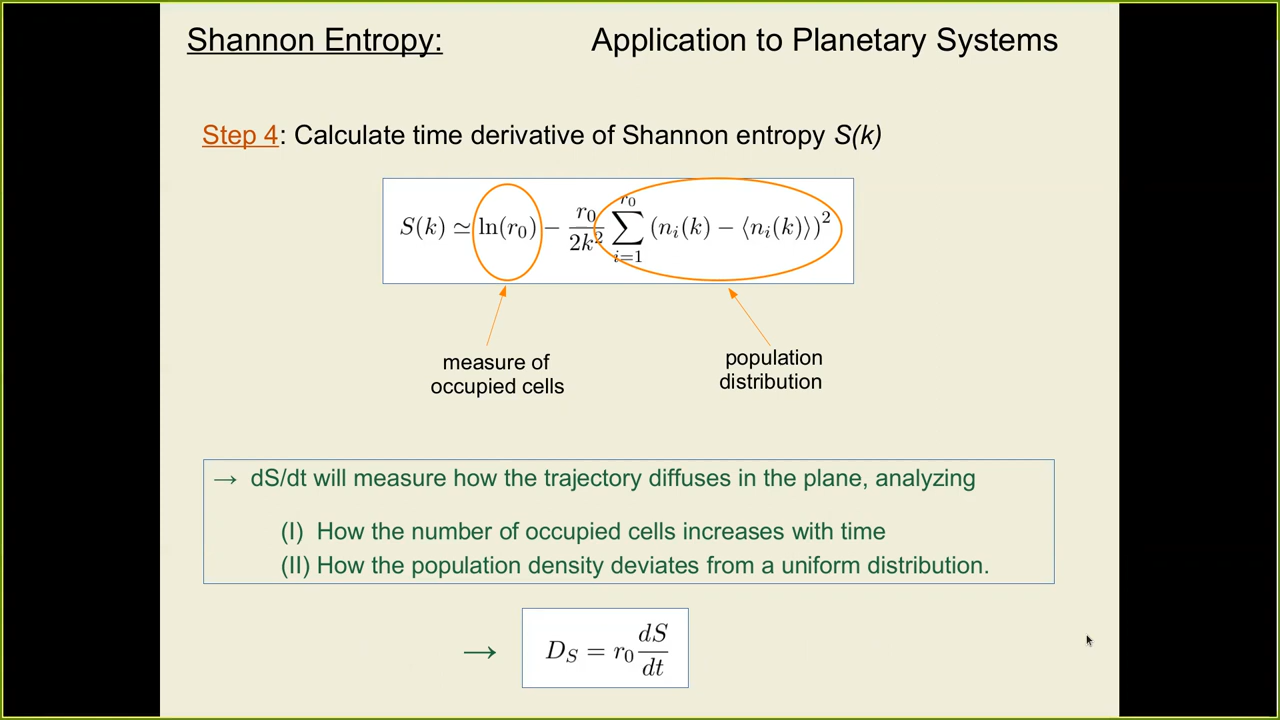 Shannon Entropy: Application to Planetary Systems
Step 4: Calculate time derivative of Shannon entropy S(k)
S(k) ≃ ln(r₀) − r₀/2k² ∑_{i=1}^{r₀} (nᵢ(k) − ⟨nᵢ(k)⟩)²
measure of
occupied cells
population
distribution
→ dS/dt will measure how the trajectory diffuses in the plane, analyzing
(I) How the number of occupied cells increases with time
(II) How the population density deviates from a uniform distribution.
→ D_S = r₀ dS/dt